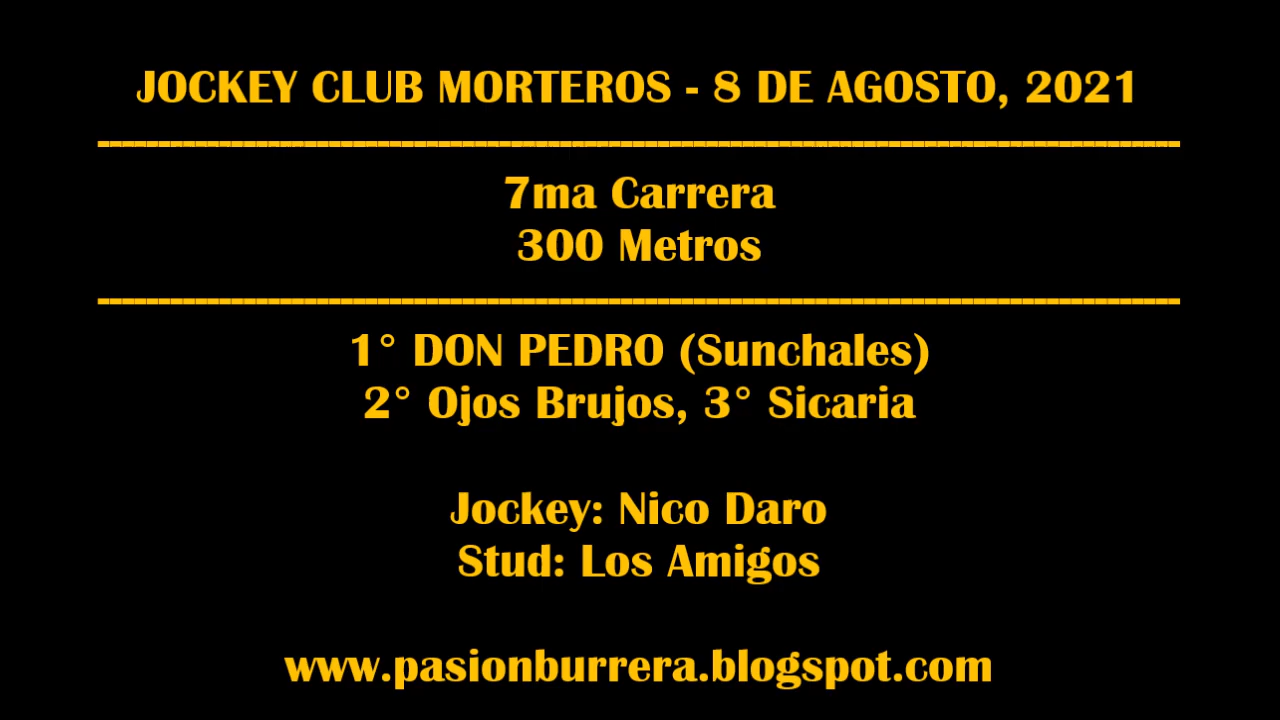 JOCKEY CLUB MORTEROS - 8 DE AGOSTO, 2021
7ma Carrera
300 Metros
1° DON PEDRO (Sunchales)
2° Ojos Brujos, 3° Sicaria
Jockey: Nico Daro
Stud: Los Amigos
www.pasionburrera.blogspot.com